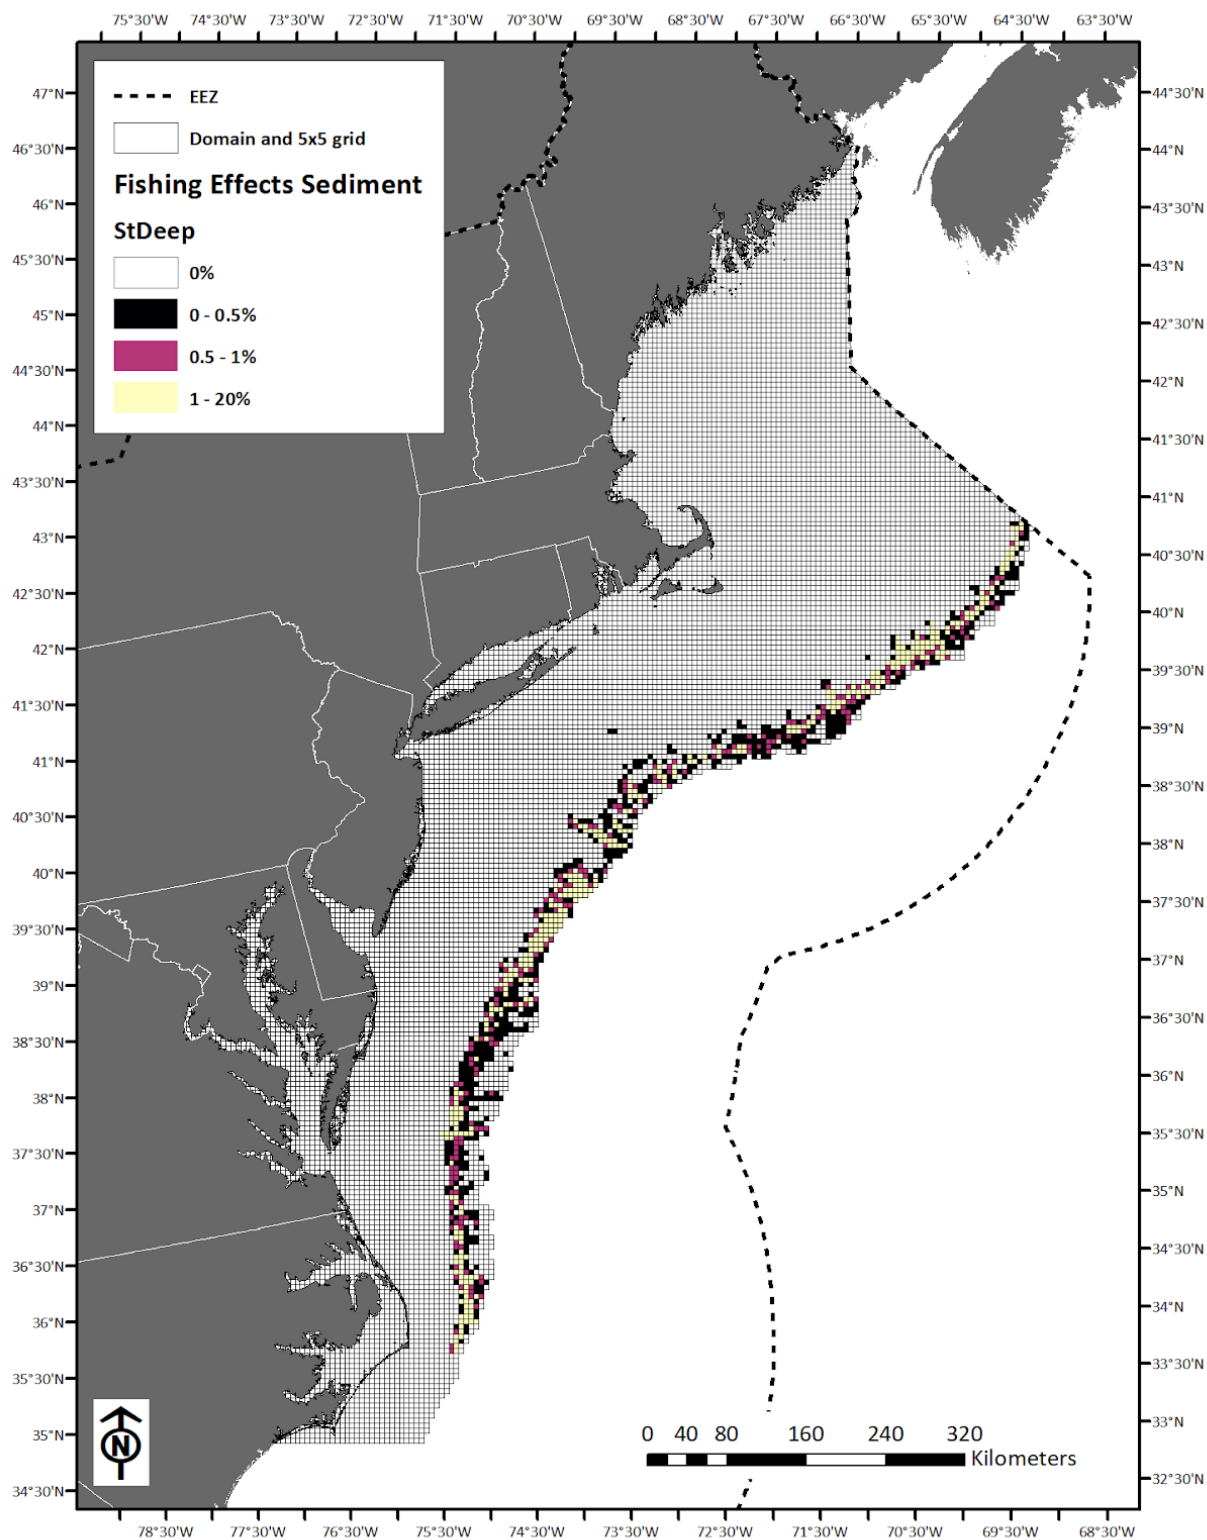 75°30'W 74°30'W 73°30'W 72°30'W 71°30'W 70°30'W 69°30'W 68°30'W 67°30'W 66°30'W 65°30'W 64°30'W 63°30'W
EEZ
Domain and 5x5 grid
Fishing Effects Sediment
StDeep
0%
0 - 0.5%
0.5 - 1%
1 - 20%
47°N
46°30'N
46°N
45°30'N
45°N
44°30'N
44°N
43°30'N
43°N
42°30'N
42°N
41°30'N
41°N
40°30'N
40°N
39°30'N
39°N
38°30'N
38°N
37°30'N
37°N
36°30'N
36°N
35°30'N
35°N
34°30'N
44°30'N
44°N
43°30'N
43°N
42°30'N
42°N
41°30'N
41°N
40°30'N
40°N
39°30'N
39°N
38°30'N
38°N
37°30'N
37°N
36°30'N
36°N
35°30'N
35°N
34°30'N
34°N
33°30'N
33°N
32°30'N
N
0 40 80 160 240 320
Kilometers
78°30'W 77°30'W 76°30'W 75°30'W 74°30'W 73°30'W 72°30'W 71°30'W 70°30'W 69°30'W 68°30'W